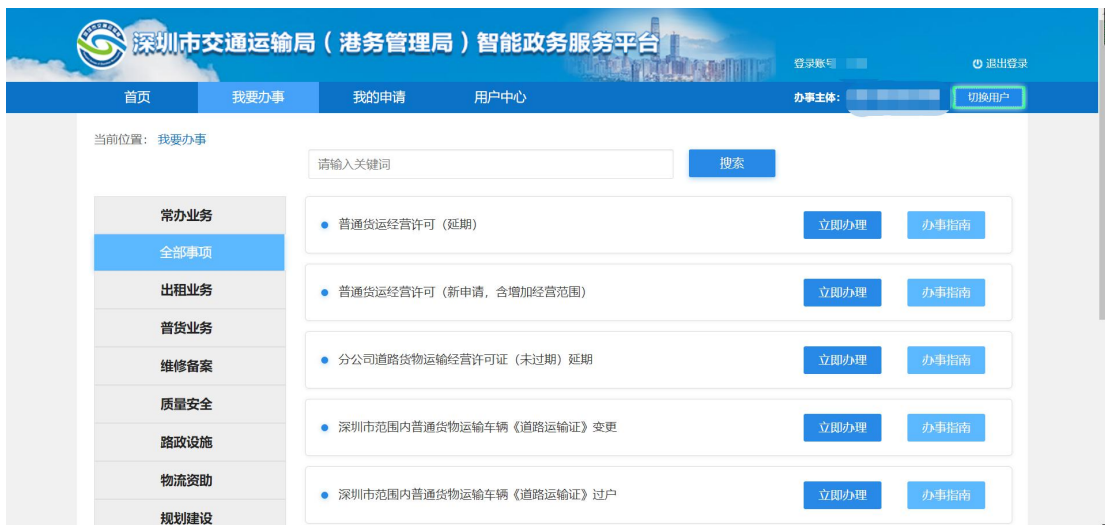 深圳市交通运输局（港务管理局）智能政务服务平台
登录账号
退出登录
首页 我要办事 我的申请 用户中心 办事主体： 切换用户
当前位置： 我要办事
请输入关键词 搜索
常办业务
全部事项
出租业务
普货业务
维修备案
质量安全
路政设施
物流资助
规划建设
普通货运经营许可（延期） 立即办理 办事指南
普通货运经营许可（新申请，含增加经营范围） 立即办理 办事指南
分公司道路货物运输经营许可证（未过期）延期 立即办理 办事指南
深圳市范围内普通货物运输车辆《道路运输证》变更 立即办理 办事指南
深圳市范围内普通货物运输车辆《道路运输证》过户 立即办理 办事指南